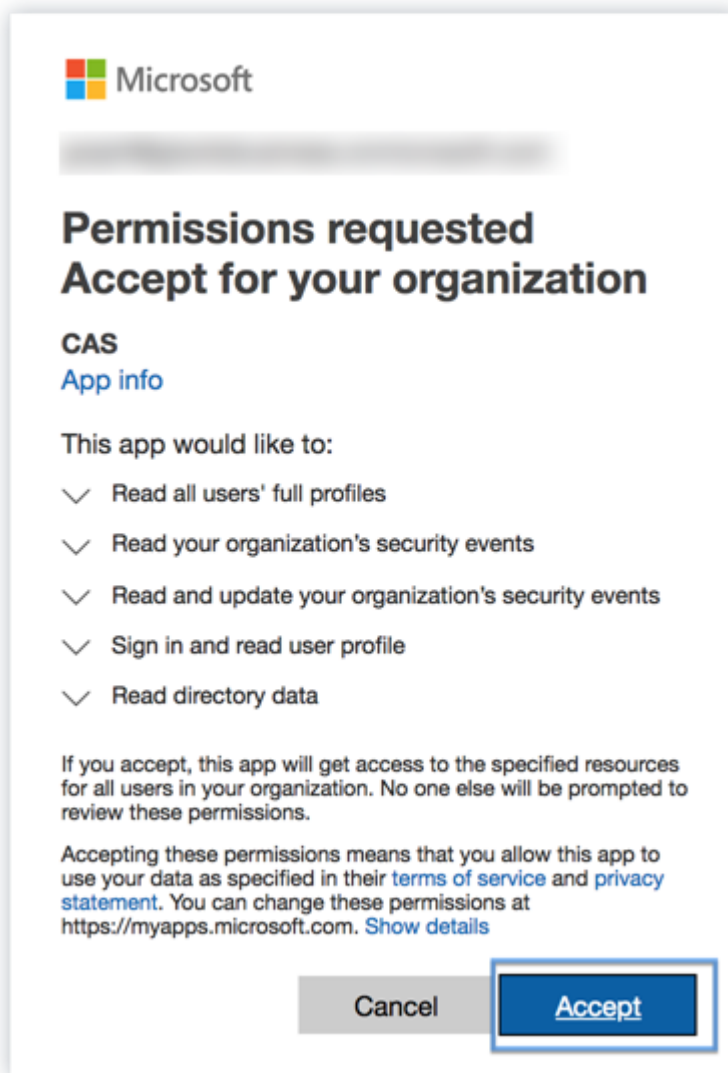 Microsoft
Permissions requested
Accept for your organization
CAS
App info
This app would like to:
Read all users' full profiles
Read your organization's security events
Read and update your organization's security events
Sign in and read user profile
Read directory data
If you accept, this app will get access to the specified resources
for all users in your organization. No one else will be prompted to
review these permissions.
Accepting these permissions means that you allow this app to
use your data as specified in their terms of service and privacy
statement. You can change these permissions at
https://myapps.microsoft.com. Show details
Cancel Accept